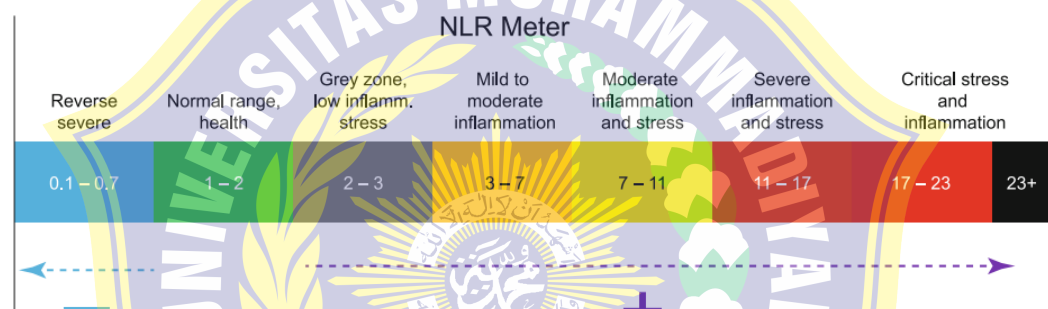 NLR Meter
Reverse
severe
Normal range,
health
Grey zone,
low inflamm.
stress
Mild to
moderate
inflammation
Moderate
inflammation
and stress
Severe
inflammation
and stress
Critical stress
and
inflammation
0.1 – 0.7
1 – 2
2 – 3
3 – 7
7 – 11
11 – 17
17 – 23
23+
UNIVERSITAS MUHAMMADIYAH